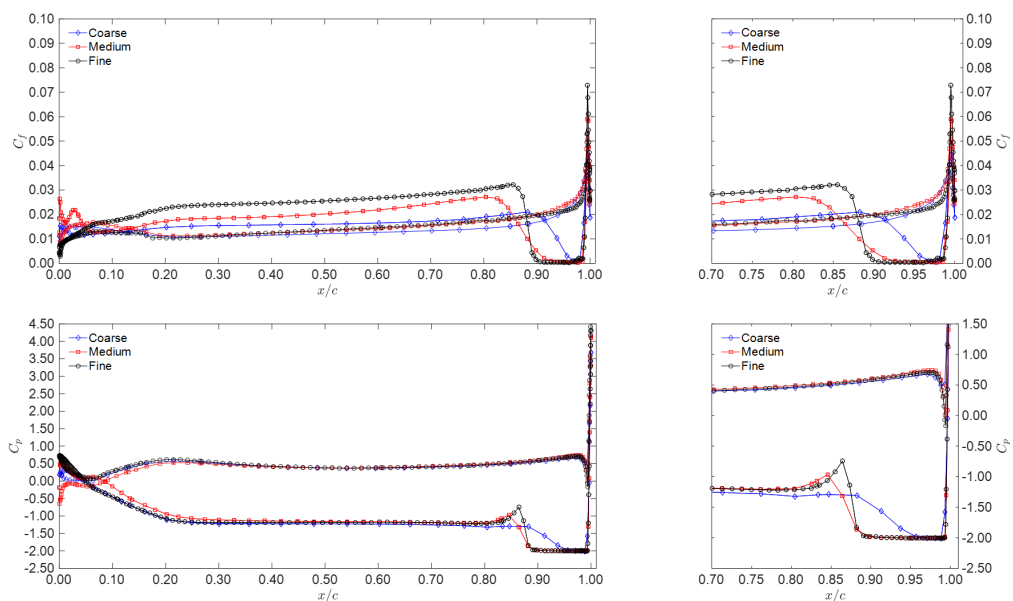 0.10
0.09
0.08
0.07
0.06
0.05
0.04
0.03
0.02
0.01
0.00
C_f
Coarse
Medium
Fine
0.00 0.10 0.20 0.30 0.40 0.50 0.60 0.70 0.80 0.90 1.00
x/c
Coarse
Medium
Fine
0.10
0.09
0.08
0.07
0.06
0.05
0.04
0.03
0.02
0.01
0.00
C_f
0.70 0.75 0.80 0.85 0.90 0.95 1.00
x/c
4.50
4.00
3.50
3.00
2.50
2.00
1.50
1.00
0.50
0.00
-0.50
-1.00
-1.50
-2.00
-2.50
C_p
Coarse
Medium
Fine
0.00 0.10 0.20 0.30 0.40 0.50 0.60 0.70 0.80 0.90 1.00
x/c
Coarse
Medium
Fine
1.50
1.00
0.50
0.00
-0.50
-1.00
-1.50
-2.00
-2.50
C_p
0.70 0.75 0.80 0.85 0.90 0.95 1.00
x/c